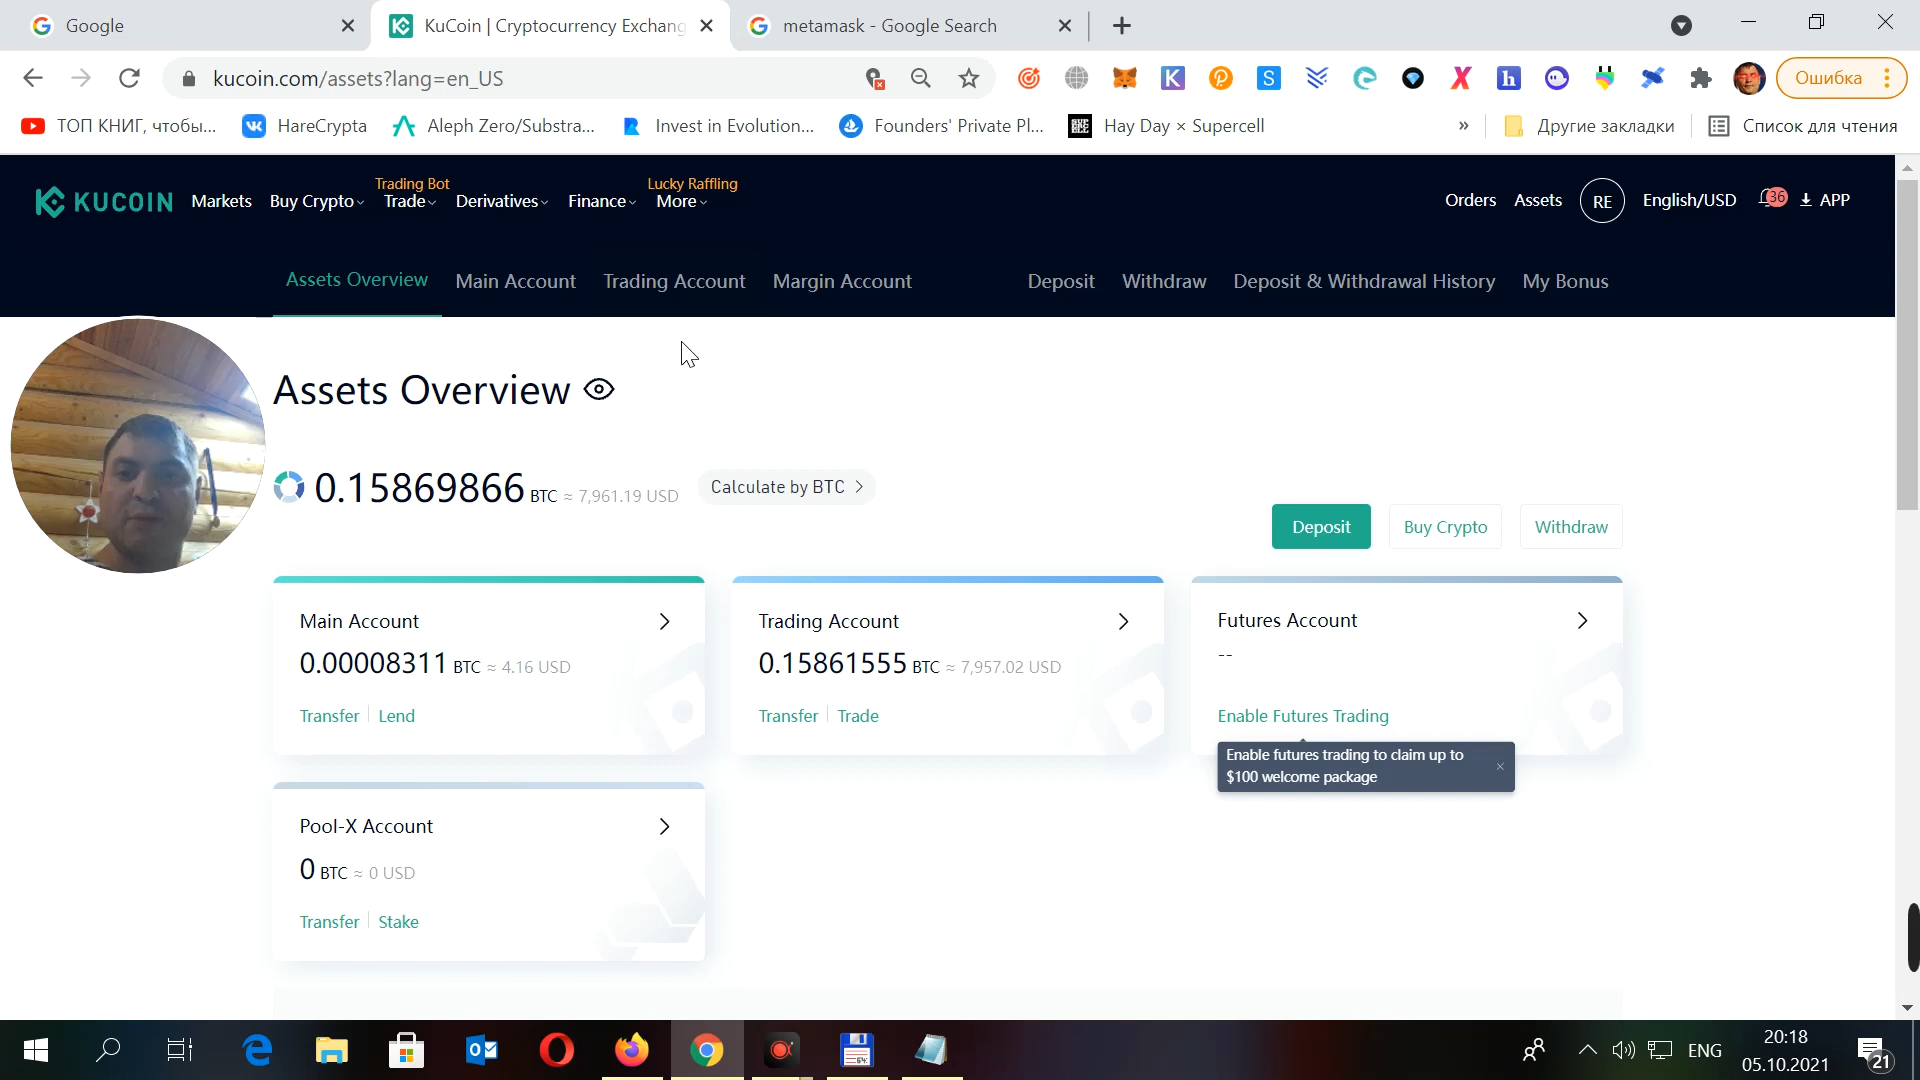 Google
KuCoin | Cryptocurrency Exchang
metamask - Google Search
kucoin.com/assets?lang=en_US
Ошибка
ТОП КНИГ, чтобы...
HareCrypta
Aleph Zero/Substra...
Invest in Evolution...
Founders' Private Pl...
Hay Day × Supercell
»
Другие закладки
Список для чтения
KUCOIN
Markets
Buy Crypto
Trading Bot
Trade
Derivatives
Finance
Lucky Raffling
More
Orders
Assets
RE
English/USD
36
APP
Assets Overview
Main Account
Trading Account
Margin Account
Deposit
Withdraw
Deposit & Withdrawal History
My Bonus
Assets Overview
0.15869866 BTC ≈ 7,961.19 USD
Calculate by BTC >
Deposit
Buy Crypto
Withdraw
Main Account
0.00008311 BTC ≈ 4.16 USD
Transfer | Lend
Trading Account
0.15861555 BTC ≈ 7,957.02 USD
Transfer | Trade
Futures Account
--
Enable Futures Trading
Enable futures trading to claim up to
$100 welcome package
Pool-X Account
0 BTC ≈ 0 USD
Transfer | Stake
ENG
20:18
05.10.2021
21